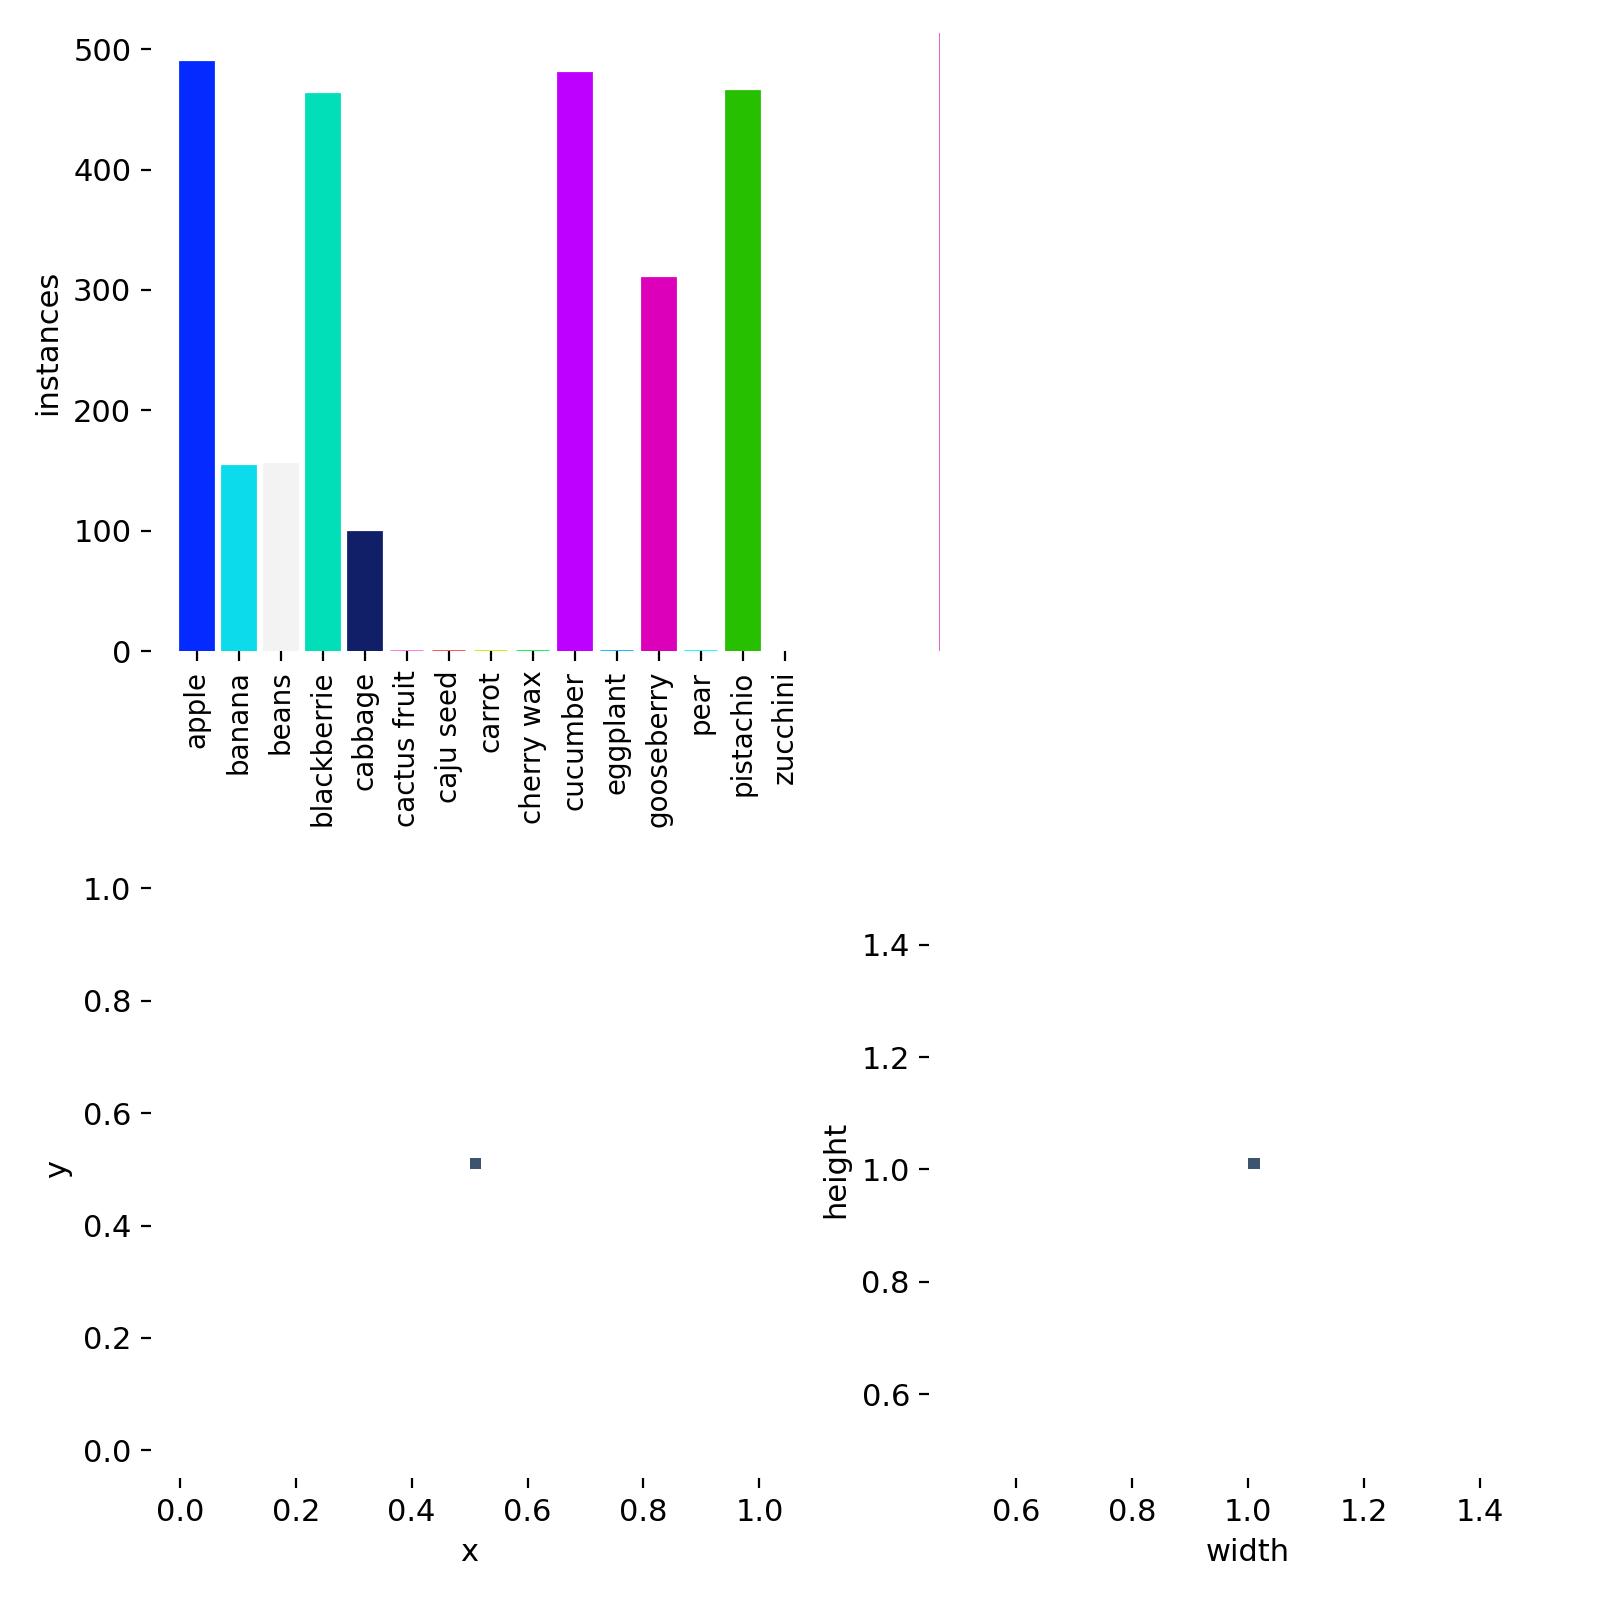 500
400
300
200
100
0
instances
apple
banana
beans
blackberrie
cabbage
cactus fruit
caju seed
carrot
cherry wax
cucumber
eggplant
gooseberry
pear
pistachio
zucchini
1.0
0.8
0.6
0.4
0.2
0.0
y
0.0 0.2 0.4 0.6 0.8 1.0
x
1.4
1.2
1.0
0.8
0.6
height
0.6 0.8 1.0 1.2 1.4
width